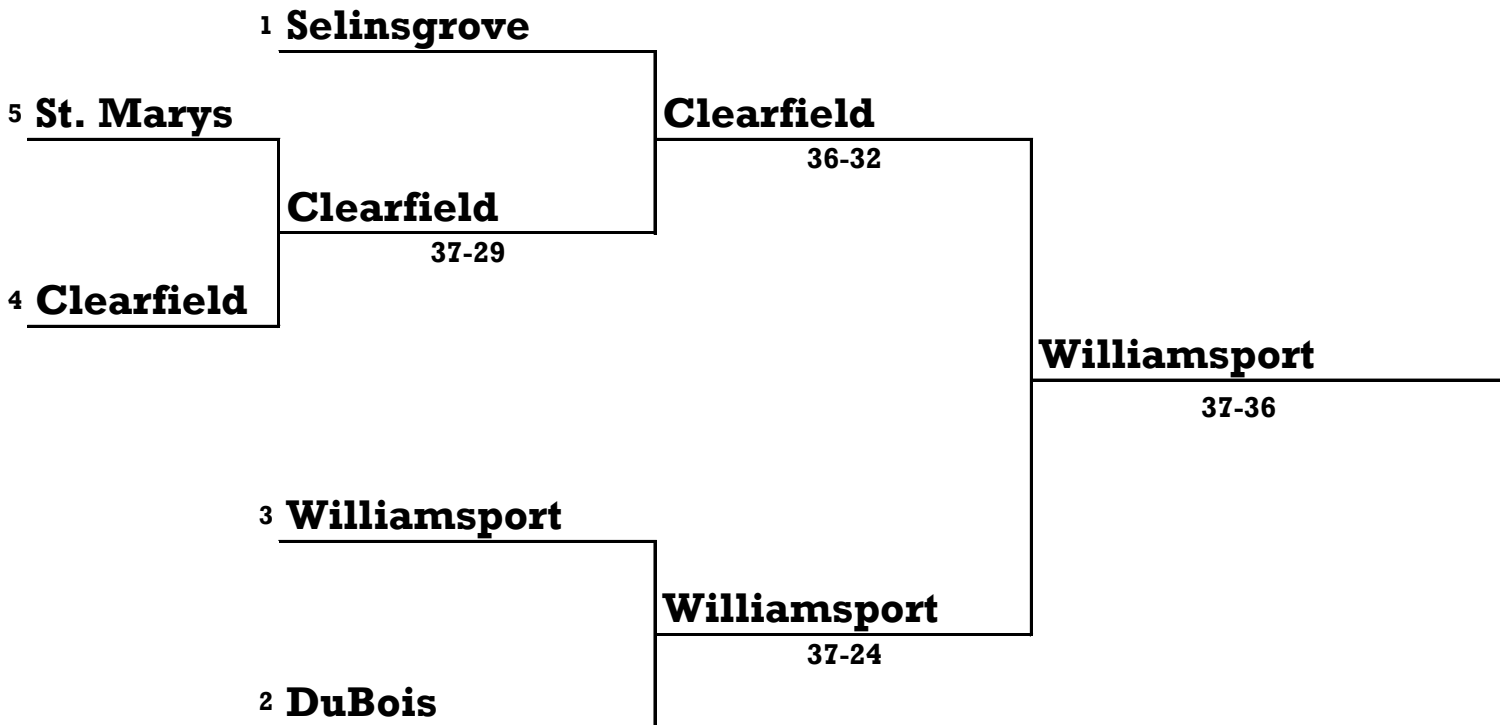 1 Selinsgrove
5 St. Marys
Clearfield
36-32
Clearfield
37-29
4 Clearfield
Williamsport
37-36
3 Williamsport
Williamsport
37-24
2 DuBois